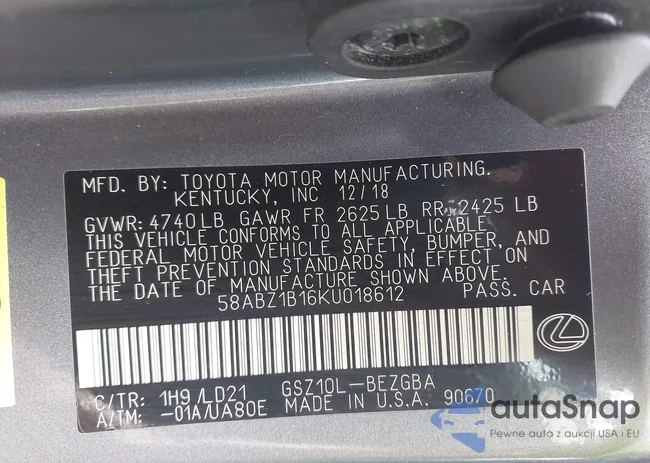 MFD. BY: TOYOTA MOTOR MANUFACTURING.
KENTUCKY, INC 12/18
GVWR: 4740 LB GAWR FR 2625 LB RR 2425 LB
THIS VEHICLE CONFORMS TO ALL APPLICABLE
FEDERAL MOTOR VEHICLE SAFETY, BUMPER, AND
THEFT PREVENTION STANDARDS IN EFFECT ON
THE DATE OF MANUFACTURE SHOWN ABOVE.
58ABZ1B16KU018612 PASS. CAR
C/TR: 1H9/LD21 GSZ10L-BEZGBA
A/TM: -01A/UA80E MADE IN U.S.A. 90670
autaSnap
Pewne auta z aukcji USA i EU